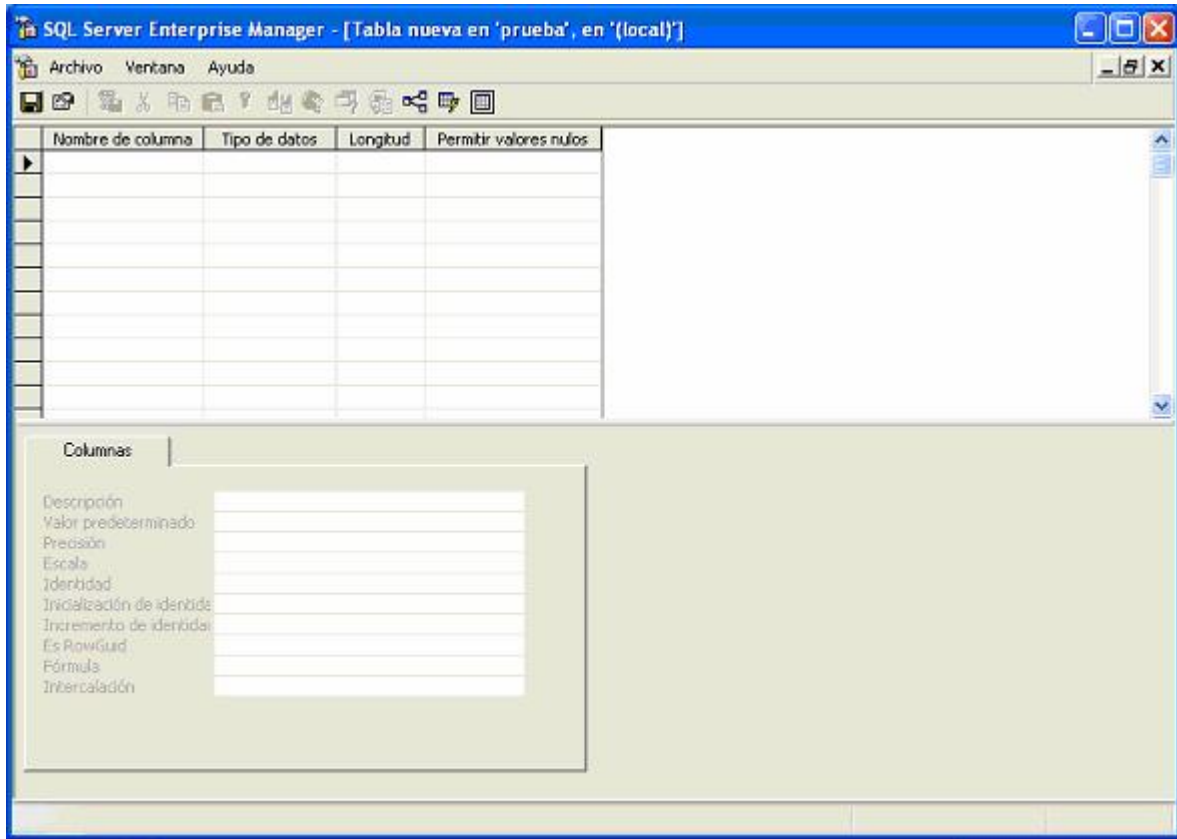 SQL Server Enterprise Manager - [Tabla nueva en 'prueba', en '(local)']
Archivo Ventana Ayuda
Nombre de columna Tipo de datos Longitud Permitir valores nulos
Columnas
Descripción
Valor predeterminado
Precisión
Escala
Identidad
Inicialización de identida
Incremento de identidad
Es RowGuid
Fórmula
Intercalación